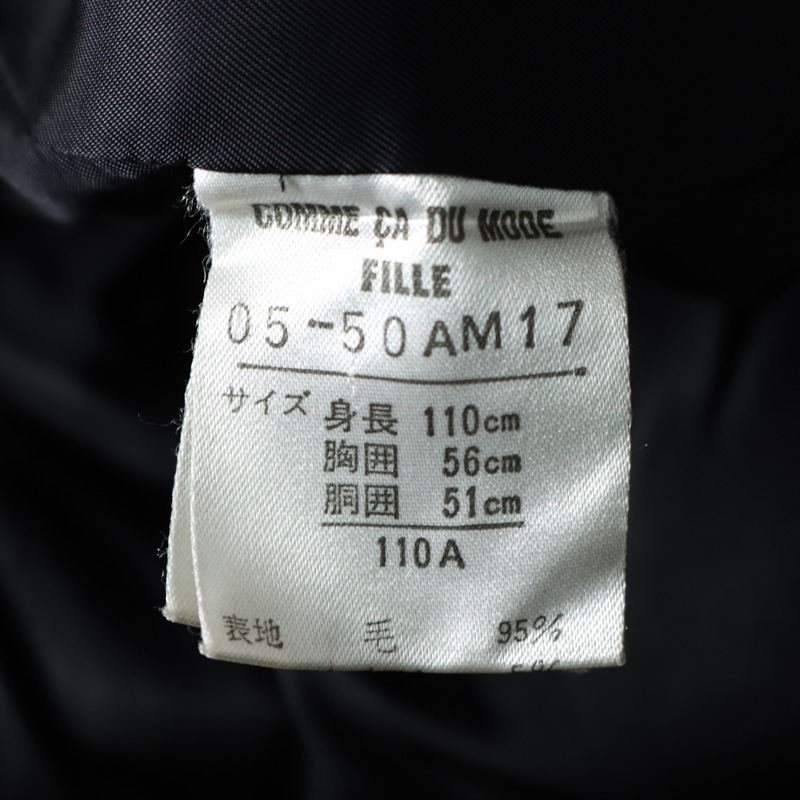 COMME ÇA DU MODE
FILLE
05-50AM17
サイズ 身長 110cm
胸囲 56cm
胴囲 51cm
110A
表地 毛 95%
5%